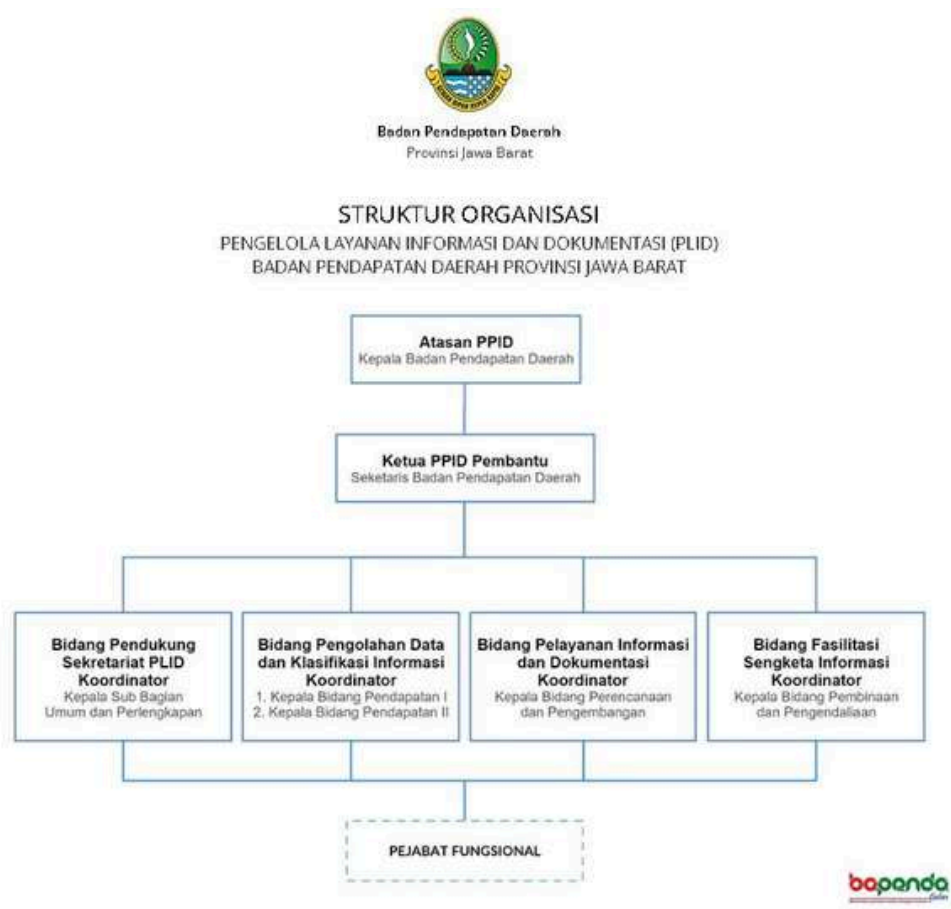 Badan Pendapatan Daerah
Provinsi Jawa Barat
STRUKTUR ORGANISASI
PENGELOLA LAYANAN INFORMASI DAN DOKUMENTASI (PLID)
BADAN PENDAPATAN DAERAH PROVINSI JAWA BARAT
Atasan PPID
Kepala Badan Pendapatan Daerah
Ketua PPID Pembantu
Seketaris Badan Pendapatan Daerah
Bidang Pendukung
Sekretariat PLID
Koordinator
Kepala Sub Bagian
Umum dan Perlengkapan
Bidang Pengolahan Data
dan Klasifikasi Informasi
Koordinator
1. Kepala Bidang Pendapatan I
2. Kepala Bidang Pendapatan II
Bidang Pelayanan Informasi
dan Dokumentasi
Koordinator
Kepala Bidang Perencanaan
dan Pengembangan
Bidang Fasilitasi
Sengketa Informasi
Koordinator
Kepala Bidang Pembinaan
dan Pengendaliaan
PEJABAT FUNGSIONAL
bapenda